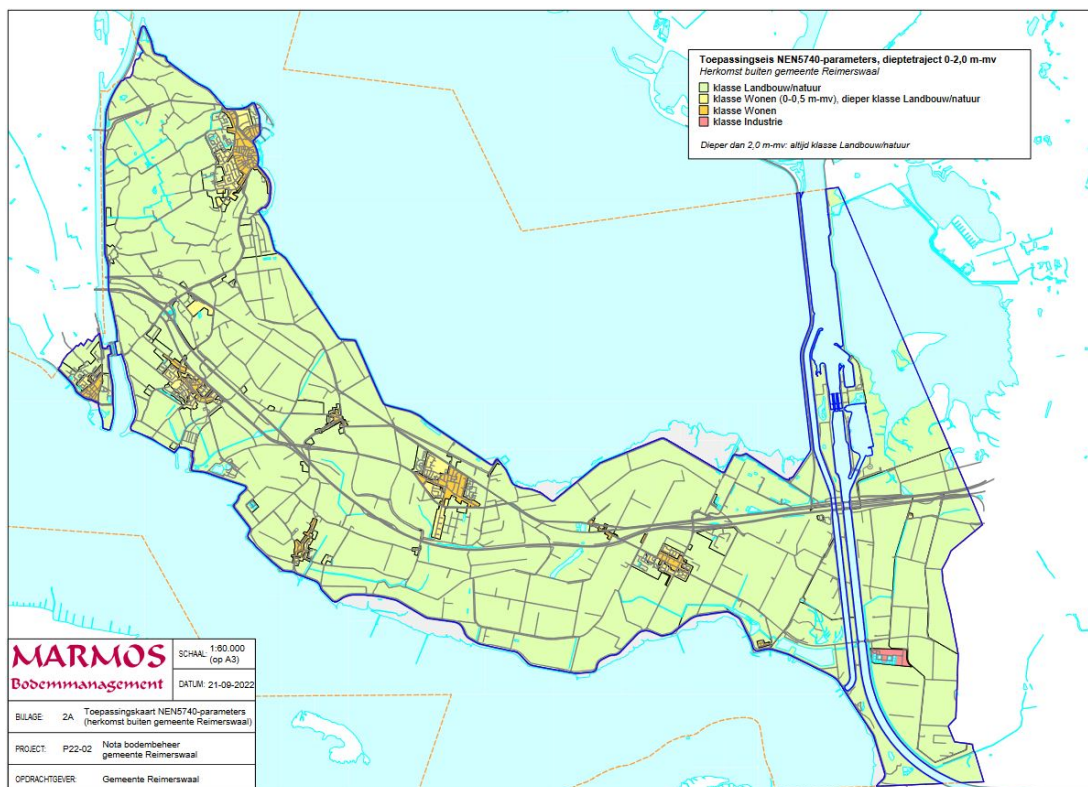 Toepassingseis NEN5740-parameters, dieptetraject 0-2,0 m-mv
Herkomst buiten gemeente Reimerswaal
klasse Landbouw/natuur
klasse Wonen (0-0,5 m-mv), dieper klasse Landbouw/natuur
klasse Wonen
klasse Industrie
Dieper dan 2,0 m-mv: altijd klasse Landbouw/natuur
MARMOS
Bodemmanagement
SCHAAL: 1:60.000
(op A3)
DATUM: 21-09-2022
BIJLAGE: 2A Toepassingskaart NEN5740-parameters
(herkomst buiten gemeente Reimerswaal)
PROJECT: P22-02 Nota bodembeheer
gemeente Reimerswaal
OPDRACHTGEVER: Gemeente Reimerswaal